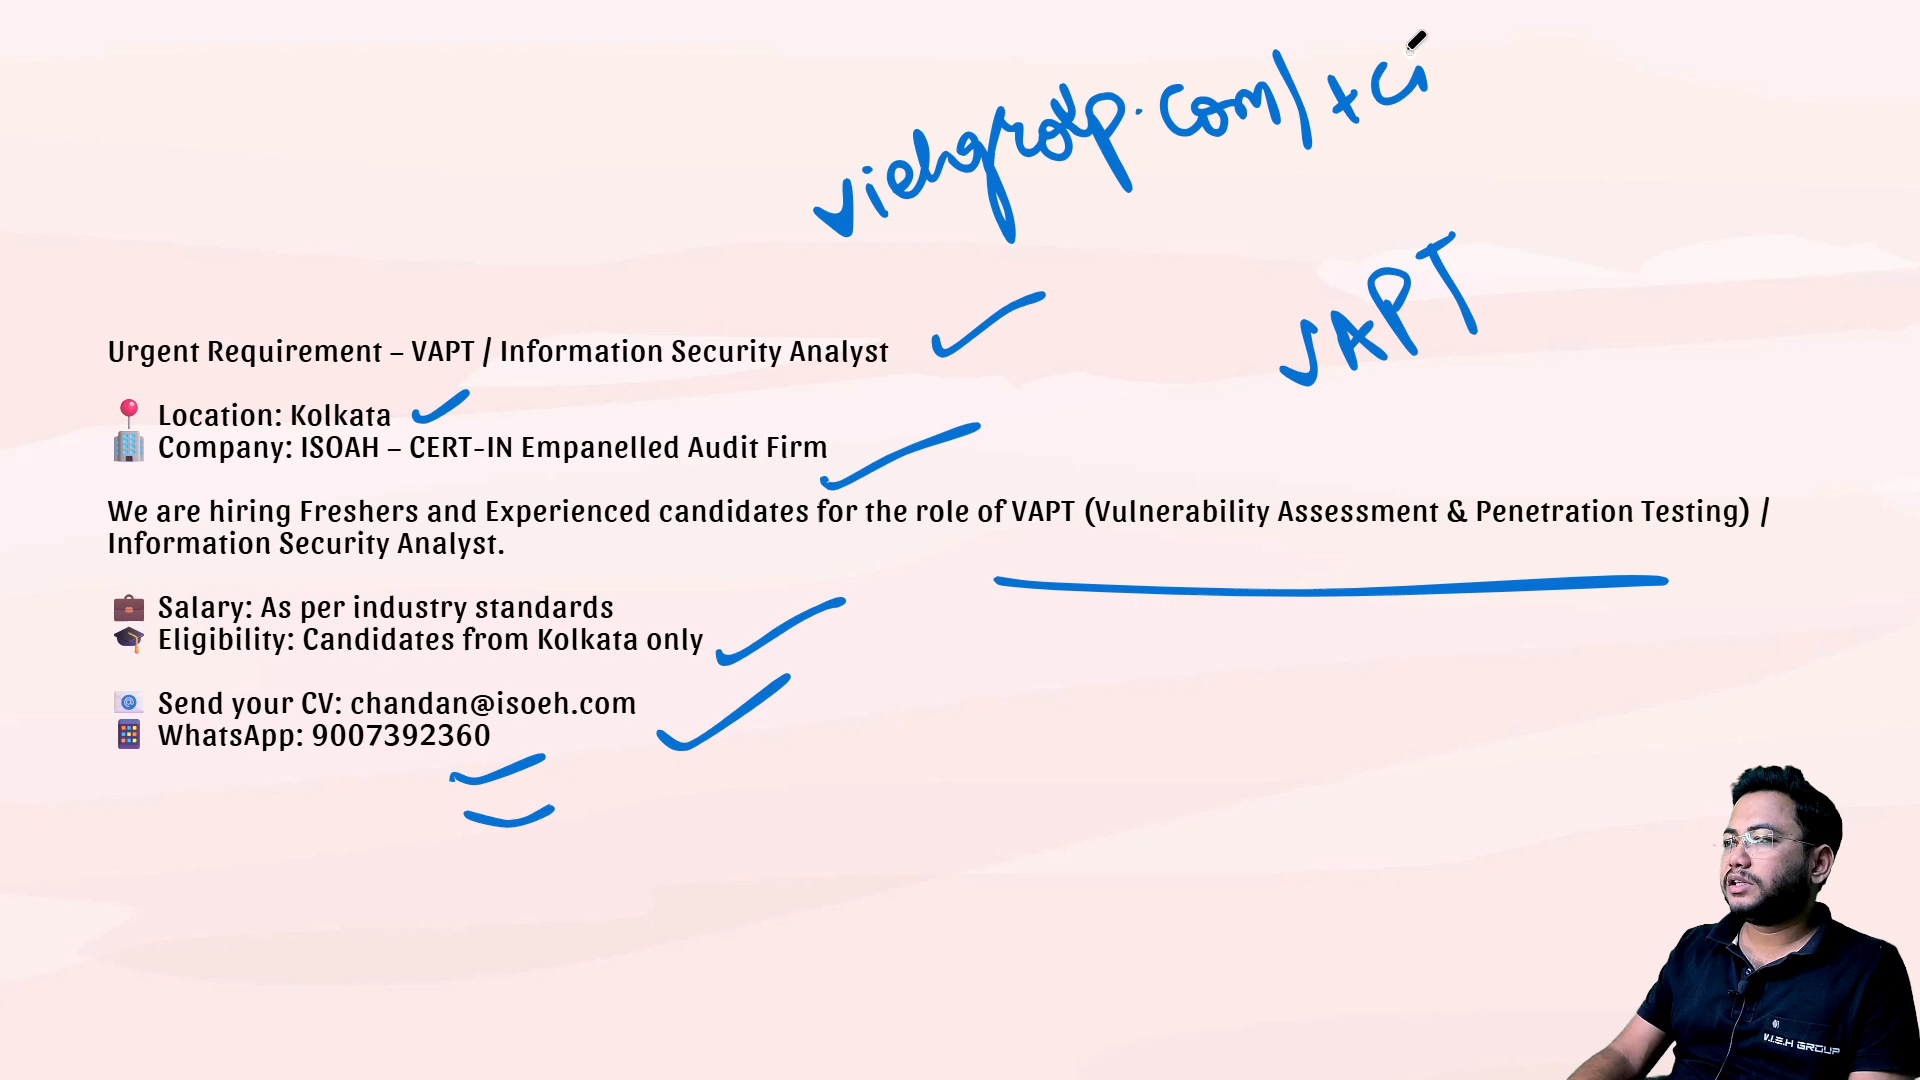 viehgroup.com/+ci
VAPT
Urgent Requirement – VAPT / Information Security Analyst
Location: Kolkata
Company: ISOAH – CERT-IN Empanelled Audit Firm
We are hiring Freshers and Experienced candidates for the role of VAPT (Vulnerability Assessment & Penetration Testing) /
Information Security Analyst.
Salary: As per industry standards
Eligibility: Candidates from Kolkata only
Send your CV: chandan@isoeh.com
WhatsApp: 9007392360
V.I.E.H GROUP